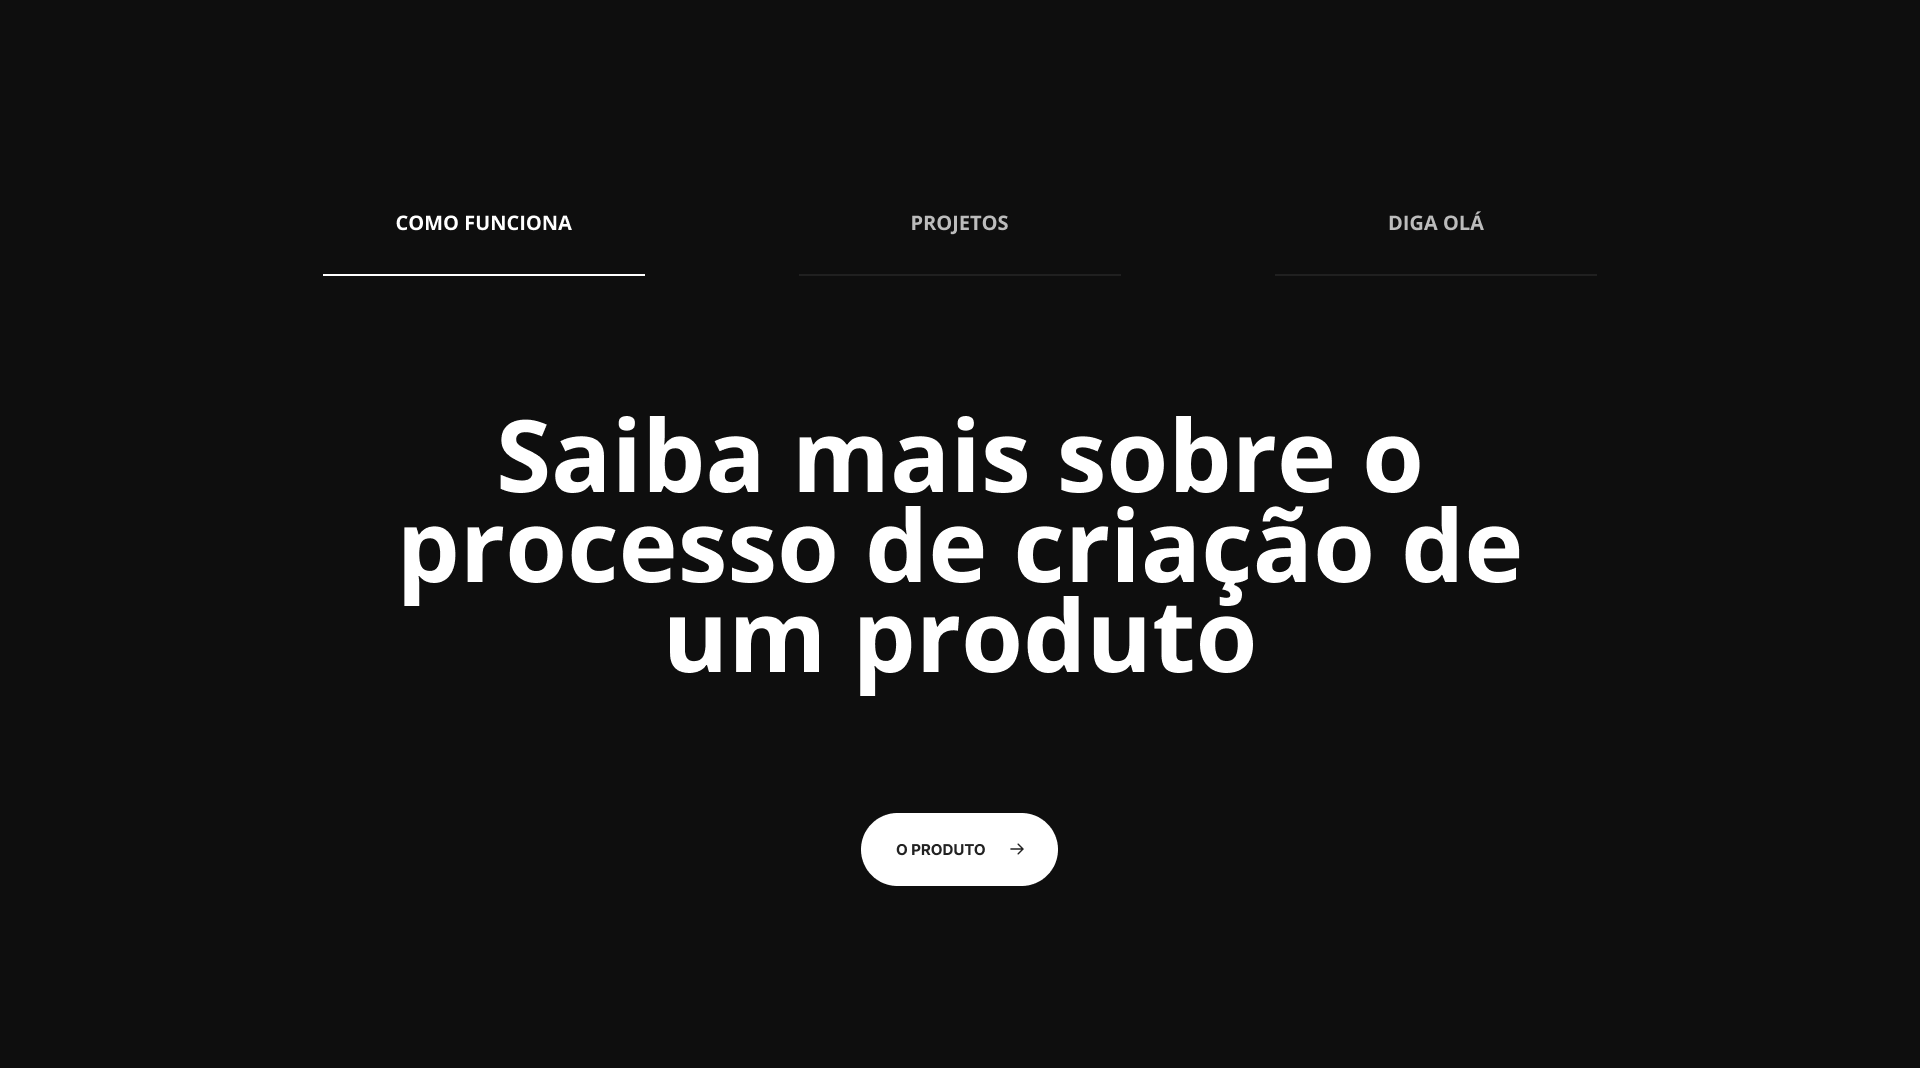 COMO FUNCIONA
PROJETOS
DIGA OLÁ
Saiba mais sobre o
processo de criação de
um produto
O PRODUTO →